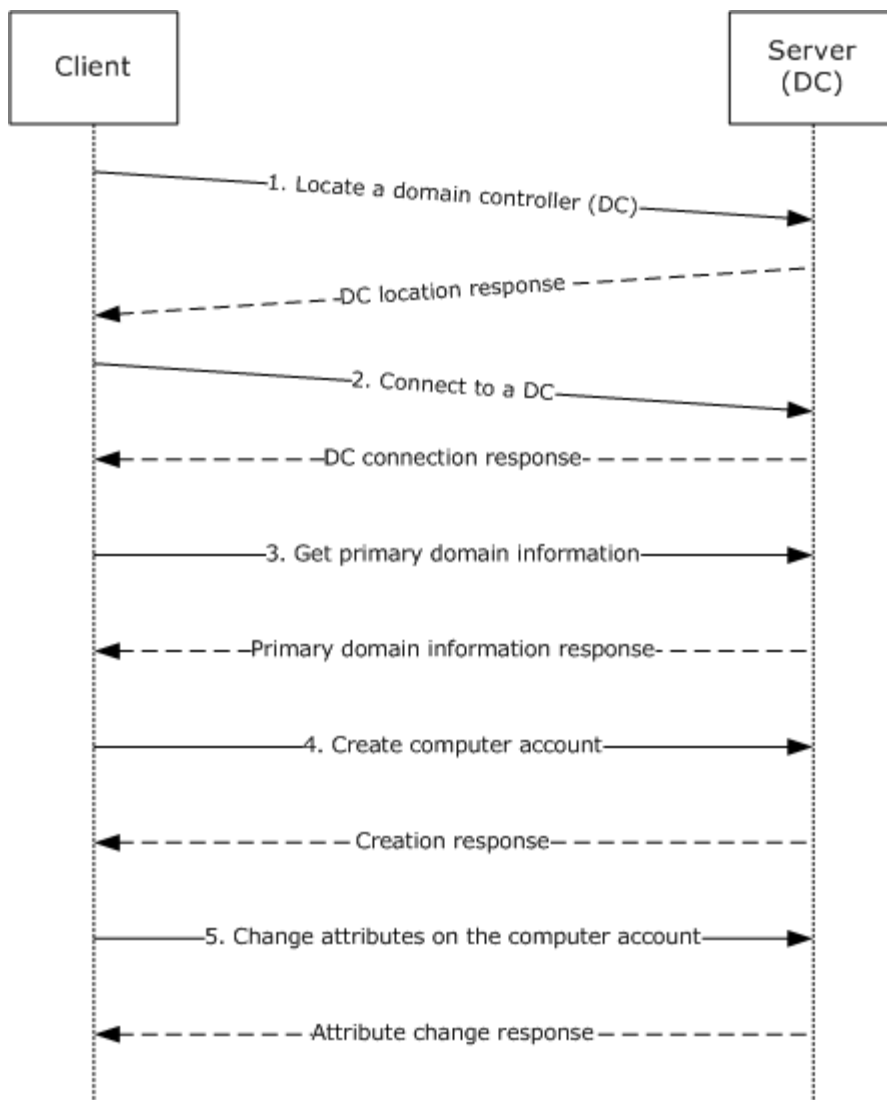 Client
Server
(DC)
1. Locate a domain controller (DC)
DC location response
2. Connect to a DC
DC connection response
3. Get primary domain information
Primary domain information response
4. Create computer account
Creation response
5. Change attributes on the computer account
Attribute change response